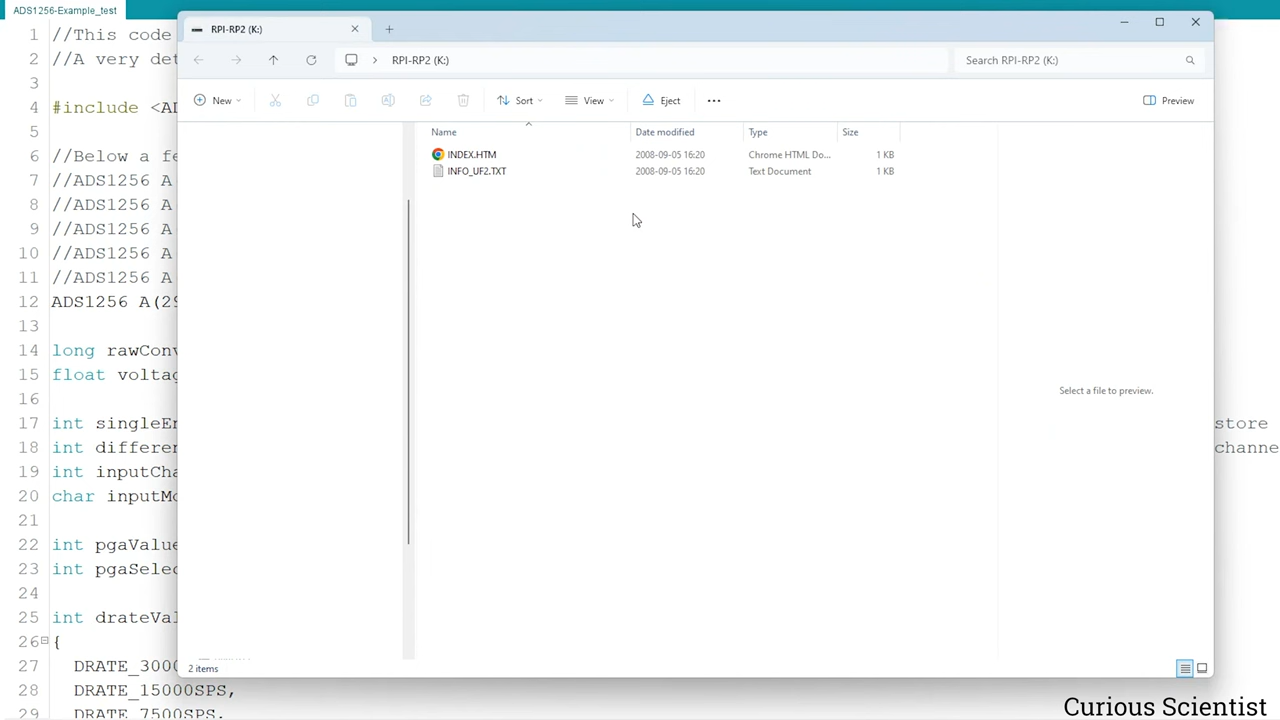 ADS1256-Example_test
RPI-RP2 (K:)
RPI-RP2 (K:)
Search RPI-RP2 (K:)
New
Sort
View
Eject
Preview
Name Date modified Type Size
INDEX.HTM 2008-09-05 16:20 Chrome HTML Do... 1 KB
INFO_UF2.TXT 2008-09-05 16:20 Text Document 1 KB
Select a file to preview.
2 items
1 //This code
2 //A very det
3
4 #include <AD
5
6 //Below a fe
7 //ADS1256 A
8 //ADS1256 A
9 //ADS1256 A
10 //ADS1256 A
11 //ADS1256 A
12 ADS1256 A(29
13
14 long rawConv
15 float voltag
16
17 int singleEn store
18 int differen channe
19 int inputCha
20 char inputMo
21
22 int pgaValue
23 int pgaSelec
24
25 int drateVal
26 {
27 DRATE_3000
28 DRATE_15000SPS,
29 DRATE_7500SPS,
Curious Scientist